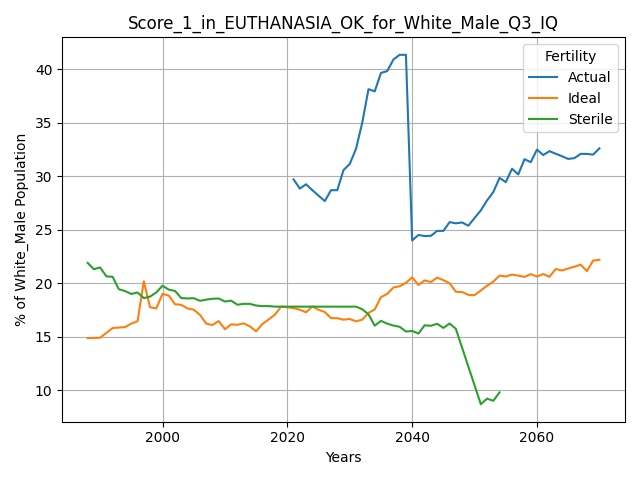 Score_1_in_EUTHANASIA_OK_for_White_Male_Q3_IQ
Fertility
Actual
Ideal
Sterile
% of White_Male Population
40
35
30
25
20
15
10
2000
2020
2040
2060
Years